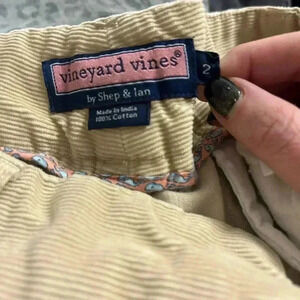 vineyard vines®
2
by Shep & Ian
Made in India
100% Cotton